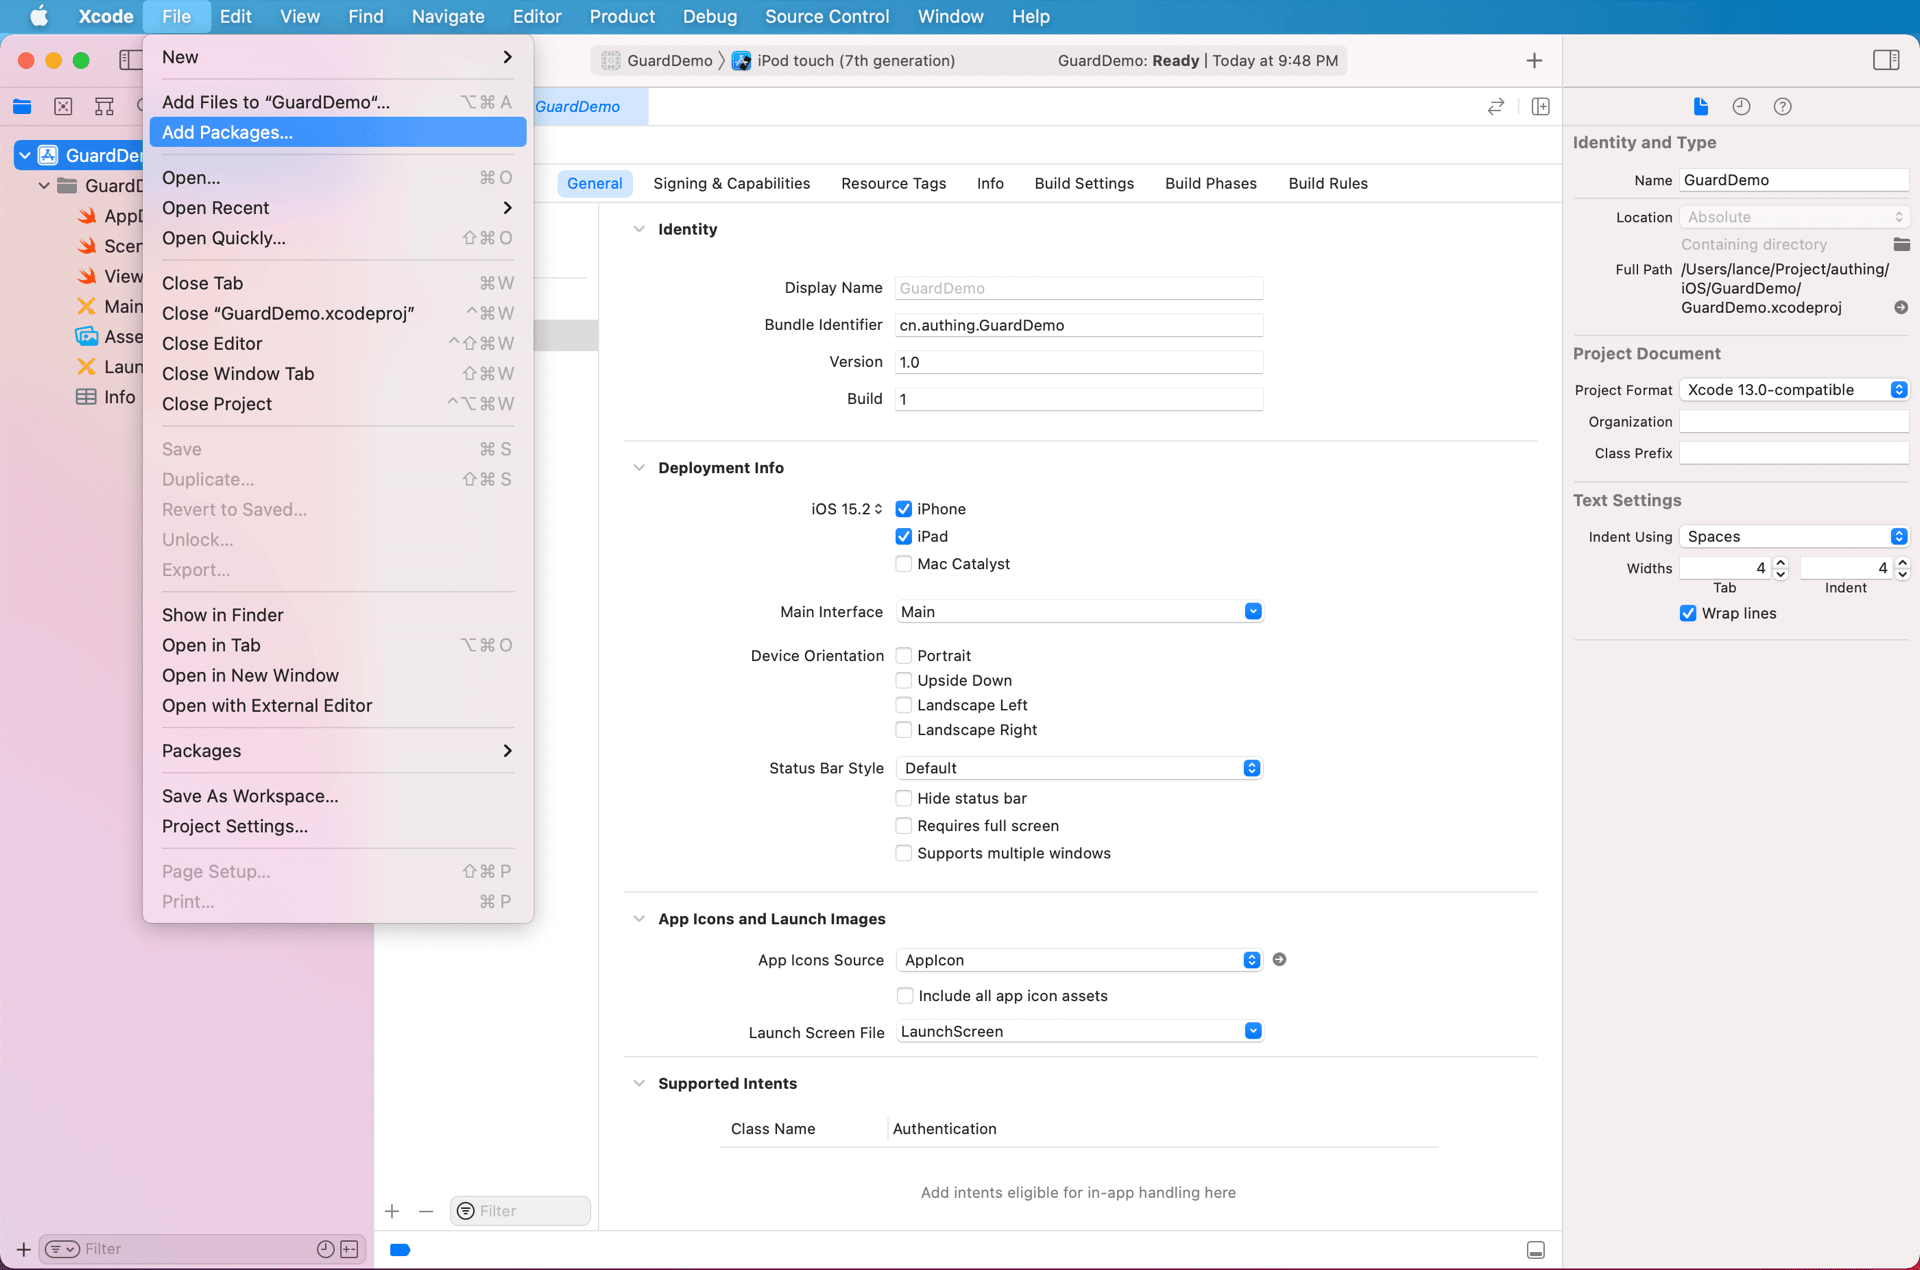 Xcode File Edit View Find Navigate Editor Product Debug Source Control Window Help
GuardDemo 〉 iPod touch (7th generation) GuardDemo: Ready | Today at 9:48 PM
GuardDemo
New
Add Files to “GuardDemo“... ⌥⌘A
Add Packages...
Open... ⌘O
Open Recent
Open Quickly... ⇧⌘O
Close Tab ⌘W
Close “GuardDemo.xcodeproj” ^⌘W
Close Editor ^⇧⌘W
Close Window Tab ⇧⌘W
Close Project ^⌥⌘W
Save ⌘S
Duplicate... ⇧⌘S
Revert to Saved...
Unlock...
Export...
Show in Finder
Open in Tab ⌥⌘O
Open in New Window
Open with External Editor
Packages
Save As Workspace...
Project Settings...
Page Setup... ⇧⌘P
Print... ⌘P
Info
Filter
Filter
General Signing & Capabilities Resource Tags Info Build Settings Build Phases Build Rules
Identity
Display Name GuardDemo
Bundle Identifier cn.authing.GuardDemo
Version 1.0
Build 1
Deployment Info
iOS 15.2 iPhone
iPad
Mac Catalyst
Main Interface Main
Device Orientation Portrait
Upside Down
Landscape Left
Landscape Right
Status Bar Style Default
Hide status bar
Requires full screen
Supports multiple windows
App Icons and Launch Images
App Icons Source AppIcon
Include all app icon assets
Launch Screen File LaunchScreen
Supported Intents
Class Name Authentication
Add intents eligible for in-app handling here
Identity and Type
Name GuardDemo
Location Absolute
Containing directory
Full Path /Users/lance/Project/authing/
iOS/GuardDemo/
GuardDemo.xcodeproj
Project Document
Project Format Xcode 13.0-compatible
Organization
Class Prefix
Text Settings
Indent Using Spaces
Widths 4 4
Tab Indent
Wrap lines